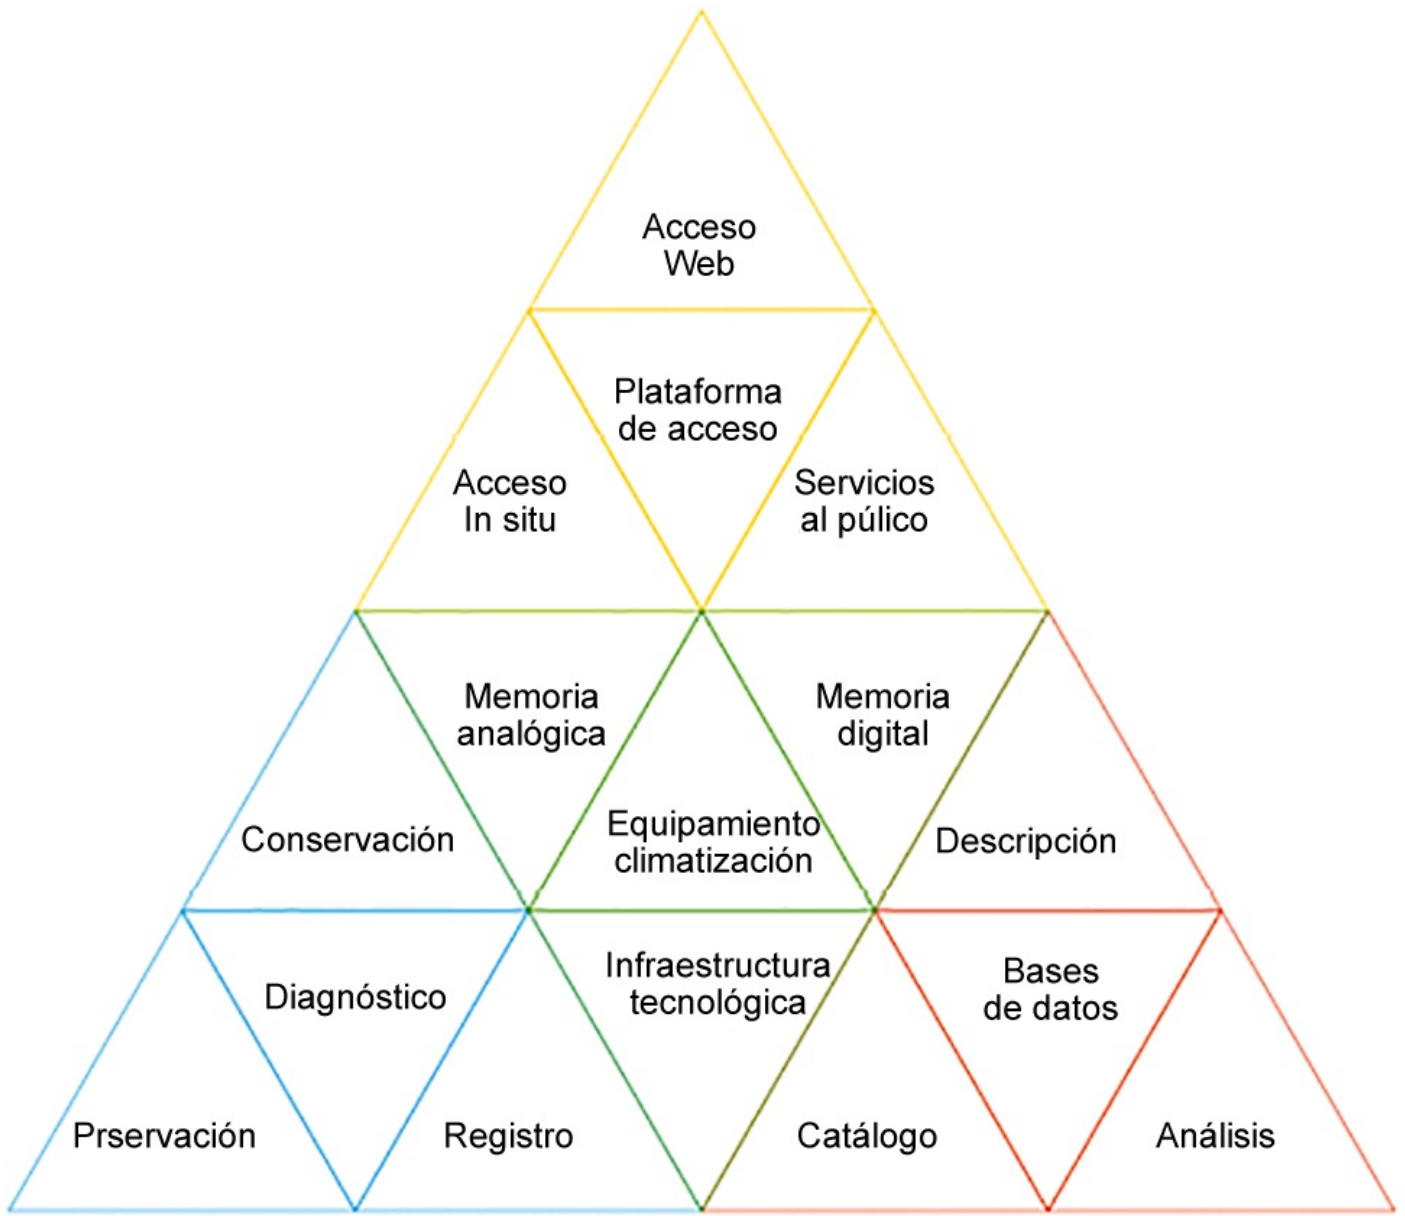 Acceso
Web
Plataforma
de acceso
Acceso
In situ
Servicios
al púlico
Memoria
analógica
Memoria
digital
Conservación
Equipamiento
climatización
Descripción
Diagnóstico
Infraestructura
tecnológica
Bases
de datos
Prservación
Registro
Catálogo
Análisis